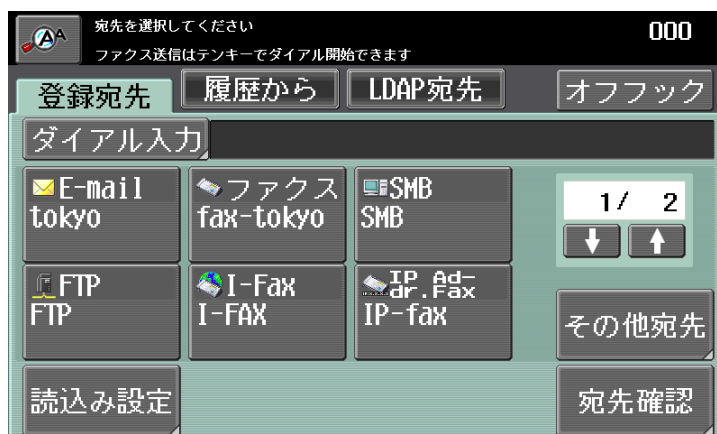 宛先を選択してください
000
ファクス送信はテンキーでダイアル開始できます
登録宛先
履歴から
LDAP宛先
オフフック
ダイアル入力
E-mail
tokyo
ファクス
fax-tokyo
SMB
SMB
1/ 2
FTP
FTP
I-Fax
I-FAX
IP Ad-
dr.Fax
IP-fax
その他宛先
読込み設定
宛先確認